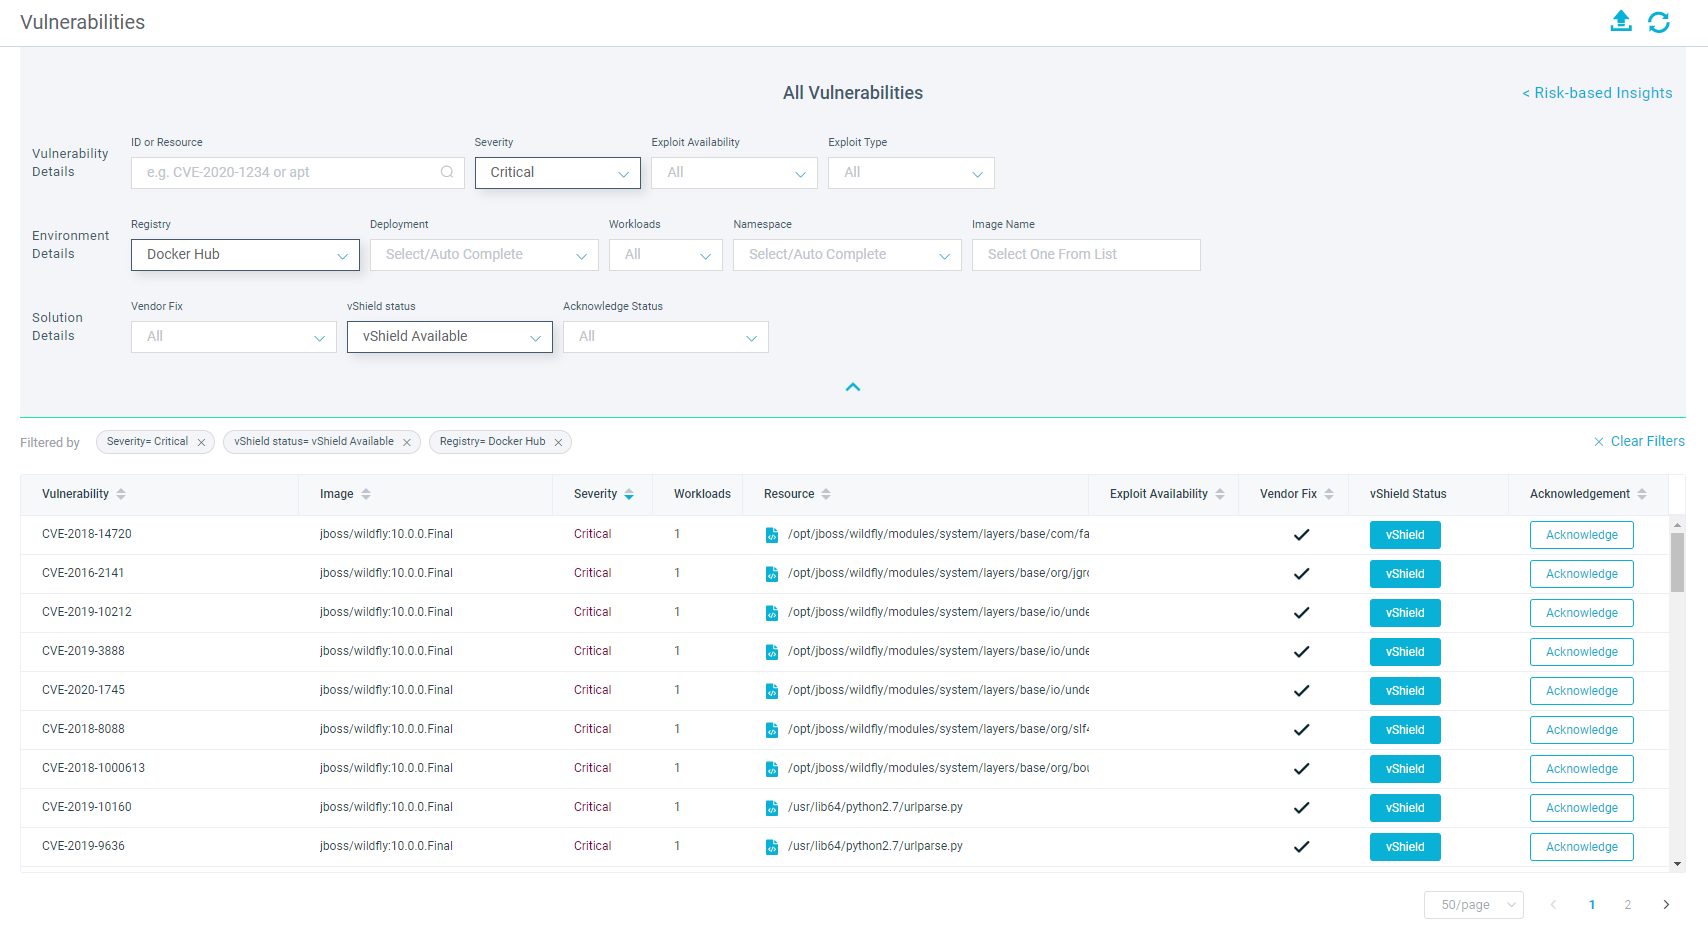 Vulnerabilities
All Vulnerabilities
< Risk-based Insights
Vulnerability Details
ID or Resource
e.g. CVE-2020-1234 or apt
Severity
Critical
Exploit Availability
All
Exploit Type
All
Environment Details
Registry
Docker Hub
Deployment
Select/Auto Complete
Workloads
All
Namespace
Select/Auto Complete
Image Name
Select One From List
Solution Details
Vendor Fix
All
vShield status
vShield Available
Acknowledge Status
All
Filtered by Severity= Critical vShield status= vShield Available Registry= Docker Hub Clear Filters
Vulnerability Image Severity Workloads Resource Exploit Availability Vendor Fix vShield Status Acknowledgement
CVE-2018-14720 jboss/wildfly:10.0.0.Final Critical 1 /opt/jboss/wildfly/modules/system/layers/base/com/fa vShield Acknowledge
CVE-2016-2141 jboss/wildfly:10.0.0.Final Critical 1 /opt/jboss/wildfly/modules/system/layers/base/org/jgro vShield Acknowledge
CVE-2019-10212 jboss/wildfly:10.0.0.Final Critical 1 /opt/jboss/wildfly/modules/system/layers/base/io/unde vShield Acknowledge
CVE-2019-3888 jboss/wildfly:10.0.0.Final Critical 1 /opt/jboss/wildfly/modules/system/layers/base/io/unde vShield Acknowledge
CVE-2020-1745 jboss/wildfly:10.0.0.Final Critical 1 /opt/jboss/wildfly/modules/system/layers/base/io/unde vShield Acknowledge
CVE-2018-8088 jboss/wildfly:10.0.0.Final Critical 1 /opt/jboss/wildfly/modules/system/layers/base/org/slf4 vShield Acknowledge
CVE-2018-1000613 jboss/wildfly:10.0.0.Final Critical 1 /opt/jboss/wildfly/modules/system/layers/base/org/bou vShield Acknowledge
CVE-2019-10160 jboss/wildfly:10.0.0.Final Critical 1 /usr/lib64/python2.7/urlparse.py vShield Acknowledge
CVE-2019-9636 jboss/wildfly:10.0.0.Final Critical 1 /usr/lib64/python2.7/urlparse.py vShield Acknowledge
50/page 1 2